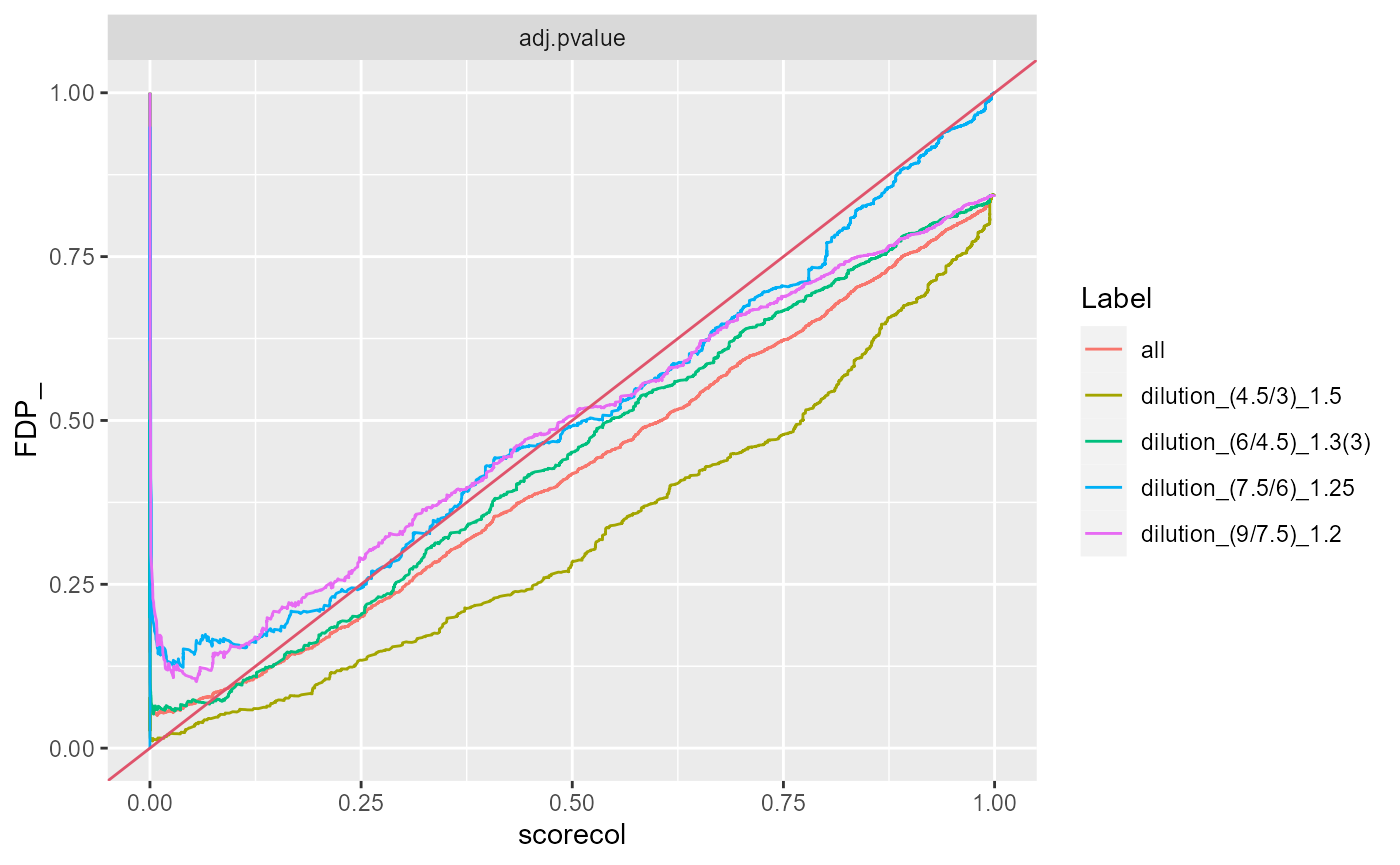 adj.pvalue
1.00
0.75
0.50
0.25
0.00
FDP_
0.00 0.25 0.50 0.75 1.00
scorecol
Label
all
dilution_(4.5/3)_1.5
dilution_(6/4.5)_1.3(3)
dilution_(7.5/6)_1.25
dilution_(9/7.5)_1.2